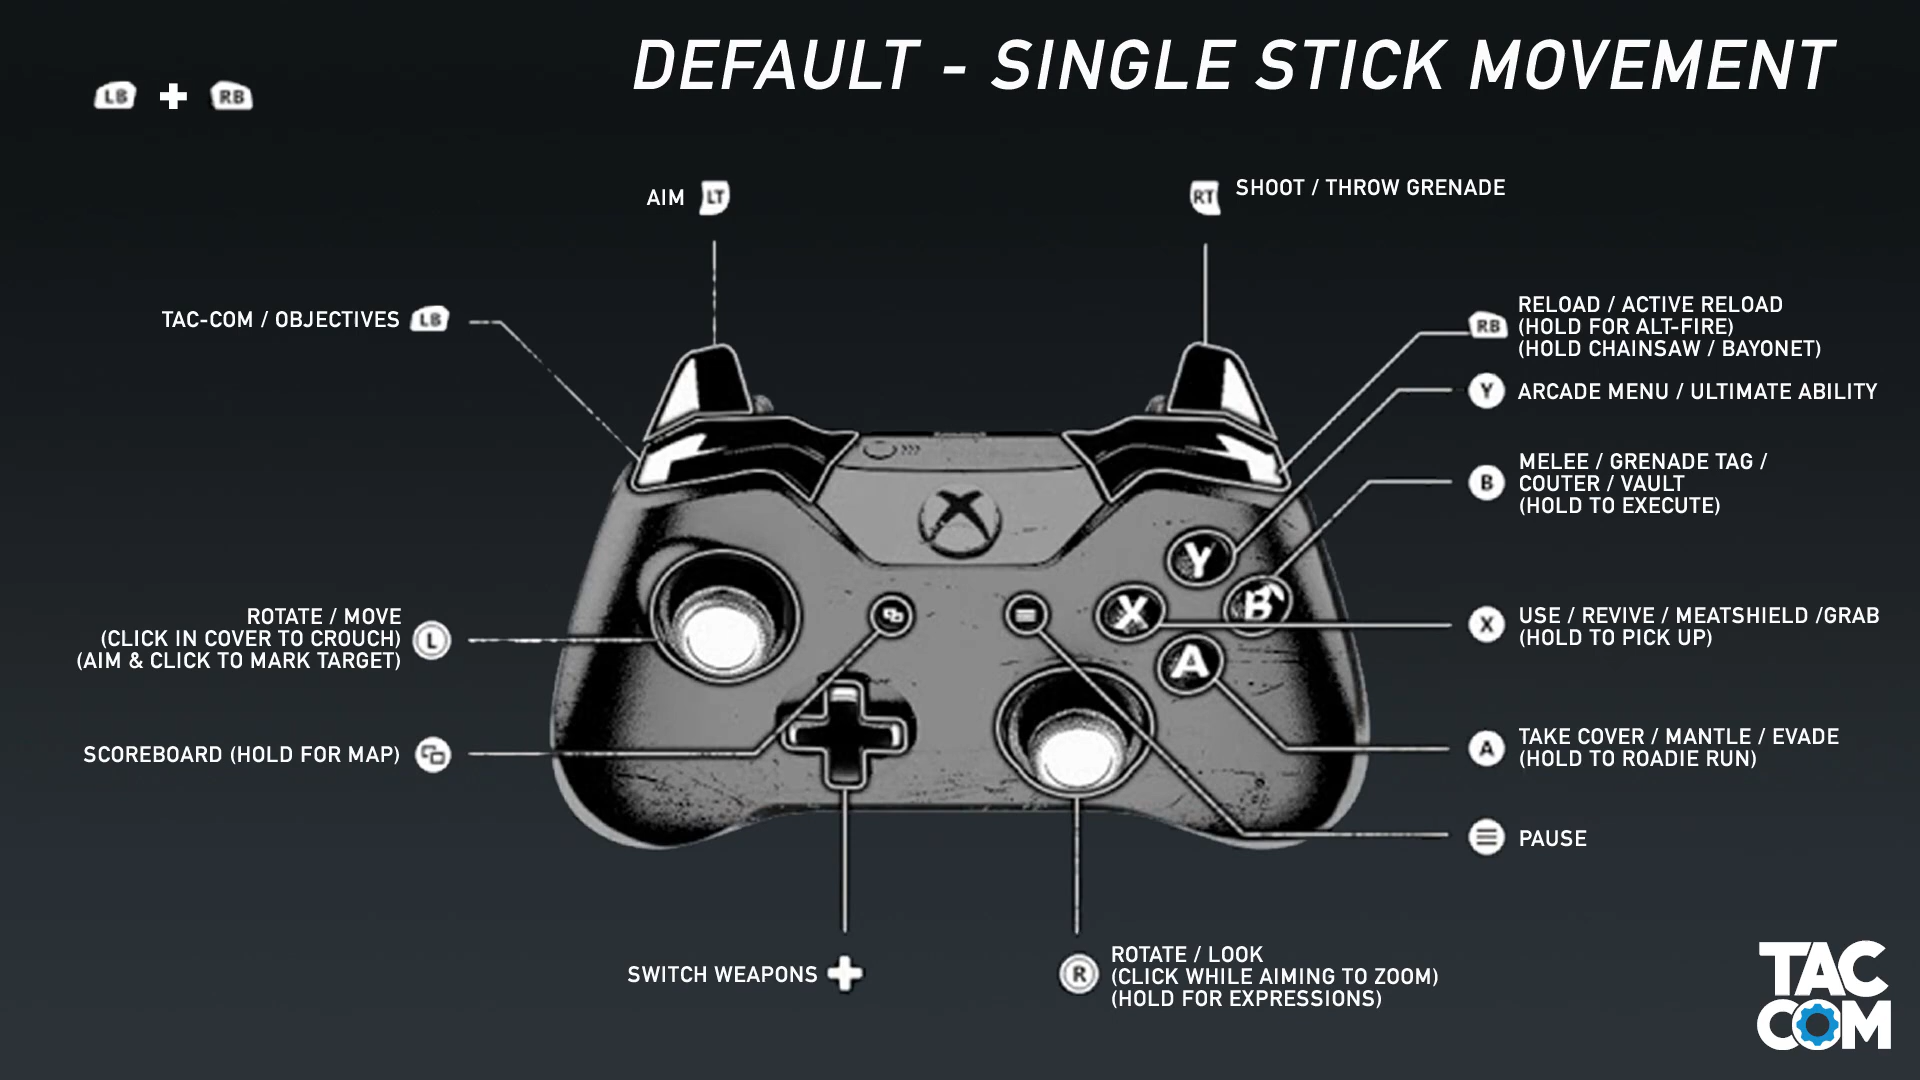 DEFAULT - SINGLE STICK MOVEMENT
LB + RB
AIM LT
RT SHOOT / THROW GRENADE
TAC-COM / OBJECTIVES LB
RB RELOAD / ACTIVE RELOAD
(HOLD FOR ALT-FIRE)
(HOLD CHAINSAW / BAYONET)
Y ARCADE MENU / ULTIMATE ABILITY
B MELEE / GRENADE TAG /
COUTER / VAULT
(HOLD TO EXECUTE)
Y
X
B
A
ROTATE / MOVE
(CLICK IN COVER TO CROUCH) L
(AIM & CLICK TO MARK TARGET)
X USE / REVIVE / MEATSHIELD /GRAB
(HOLD TO PICK UP)
SCOREBOARD (HOLD FOR MAP)
A TAKE COVER / MANTLE / EVADE
(HOLD TO ROADIE RUN)
PAUSE
SWITCH WEAPONS
R ROTATE / LOOK
(CLICK WHILE AIMING TO ZOOM)
(HOLD FOR EXPRESSIONS)
TAC
COM